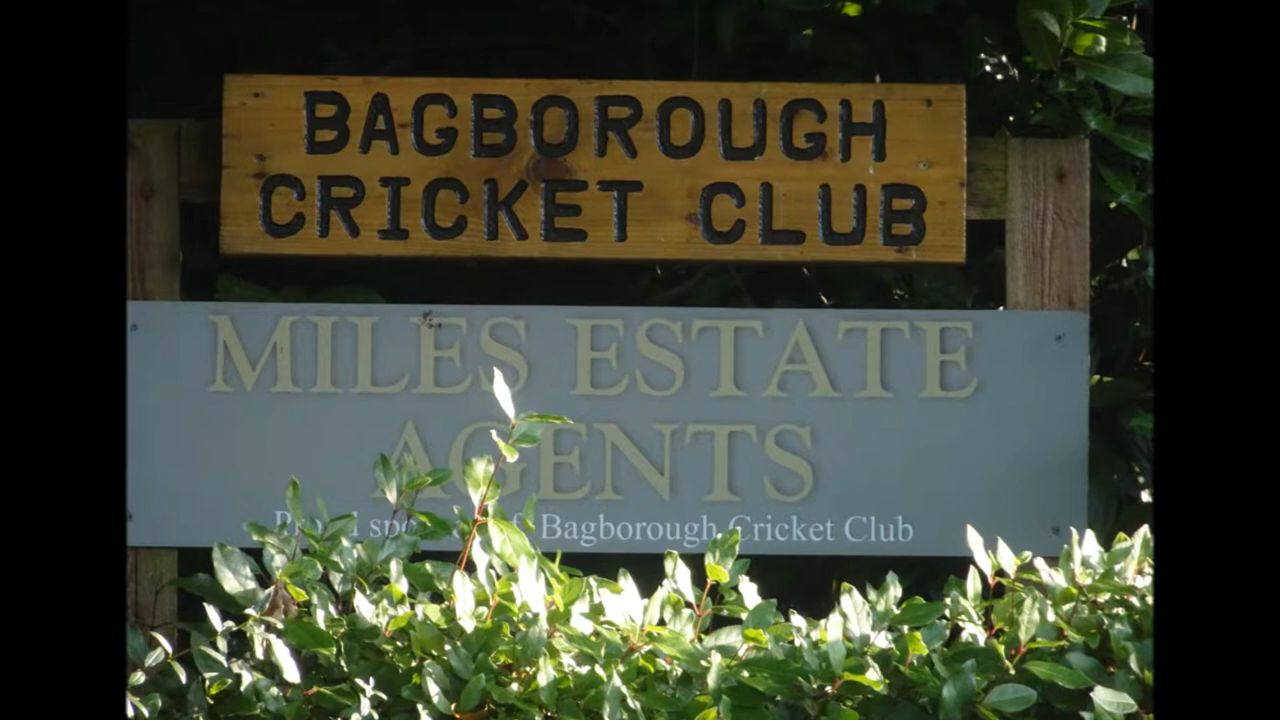 BAGBOROUGH
CRICKET CLUB
MILES ESTATE
AGENTS
Bagborough Cricket Club